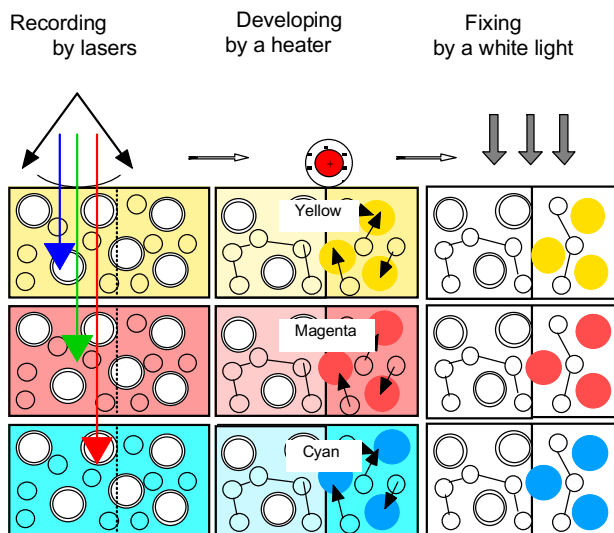 Recording
by lasers
Developing
by a heater
Fixing
by a white light
Yellow
Magenta
Cyan